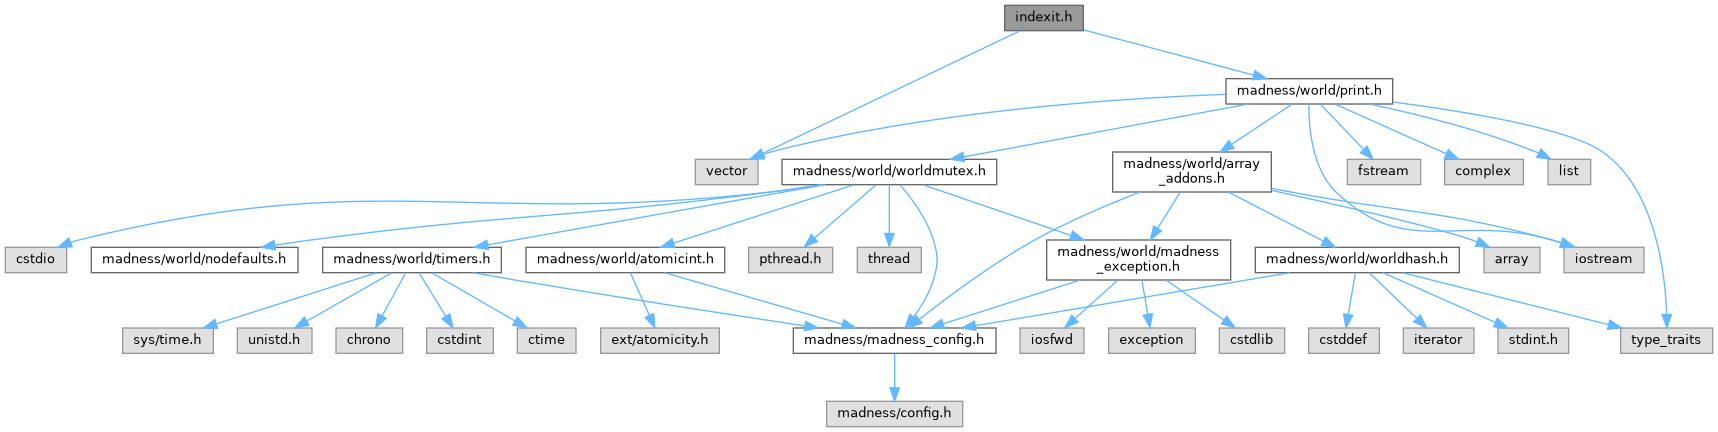 indexit.h
madness/world/print.h
vector
madness/world/worldmutex.h
madness/world/array
_addons.h
fstream
complex
list
cstdio
madness/world/nodefaults.h
madness/world/timers.h
madness/world/atomicint.h
pthread.h
thread
madness/world/madness
_exception.h
madness/world/worldhash.h
array
iostream
sys/time.h
unistd.h
chrono
cstdint
ctime
ext/atomicity.h
madness/madness_config.h
iosfwd
exception
cstdlib
cstddef
iterator
stdint.h
type_traits
madness/config.h